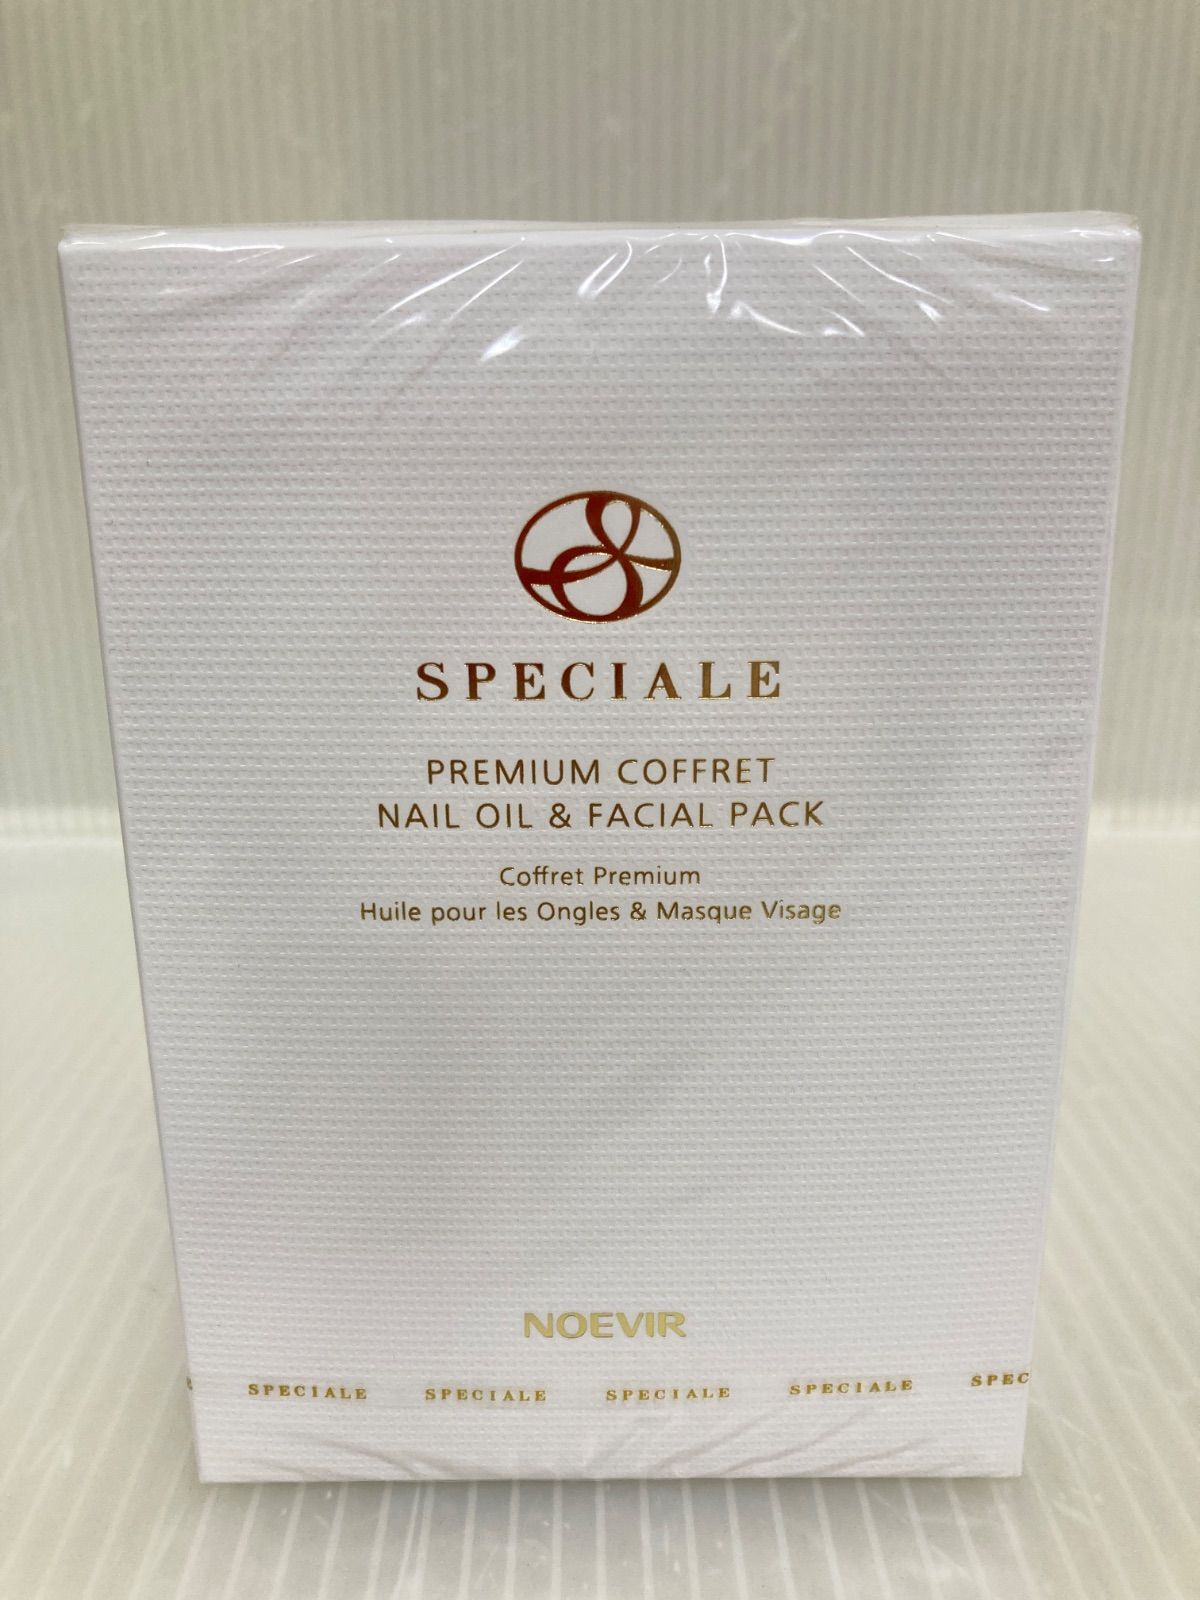 SPECIALE
PREMIUM COFFRET
NAIL OIL & FACIAL PACK
Coffret Premium
Huile pour les Ongles & Masque Visage
NOEVIR
SPECIALE SPECIALE SPECIALE SPECIALE SPEC